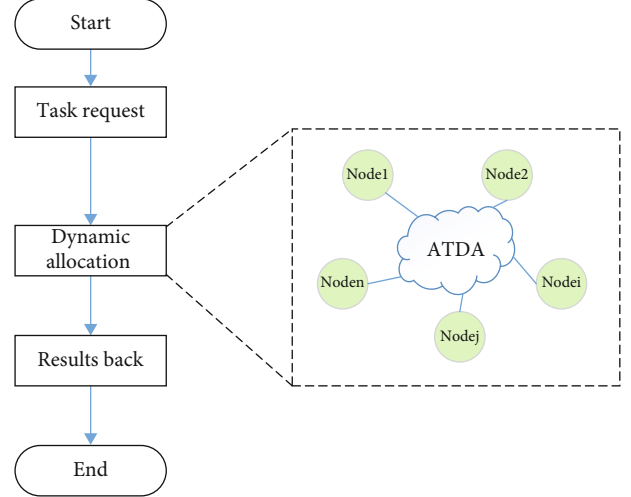 Start
Task request
Dynamic
allocation
Results back
End
Node1
Node2
ATDA
Noden
Nodei
Nodej